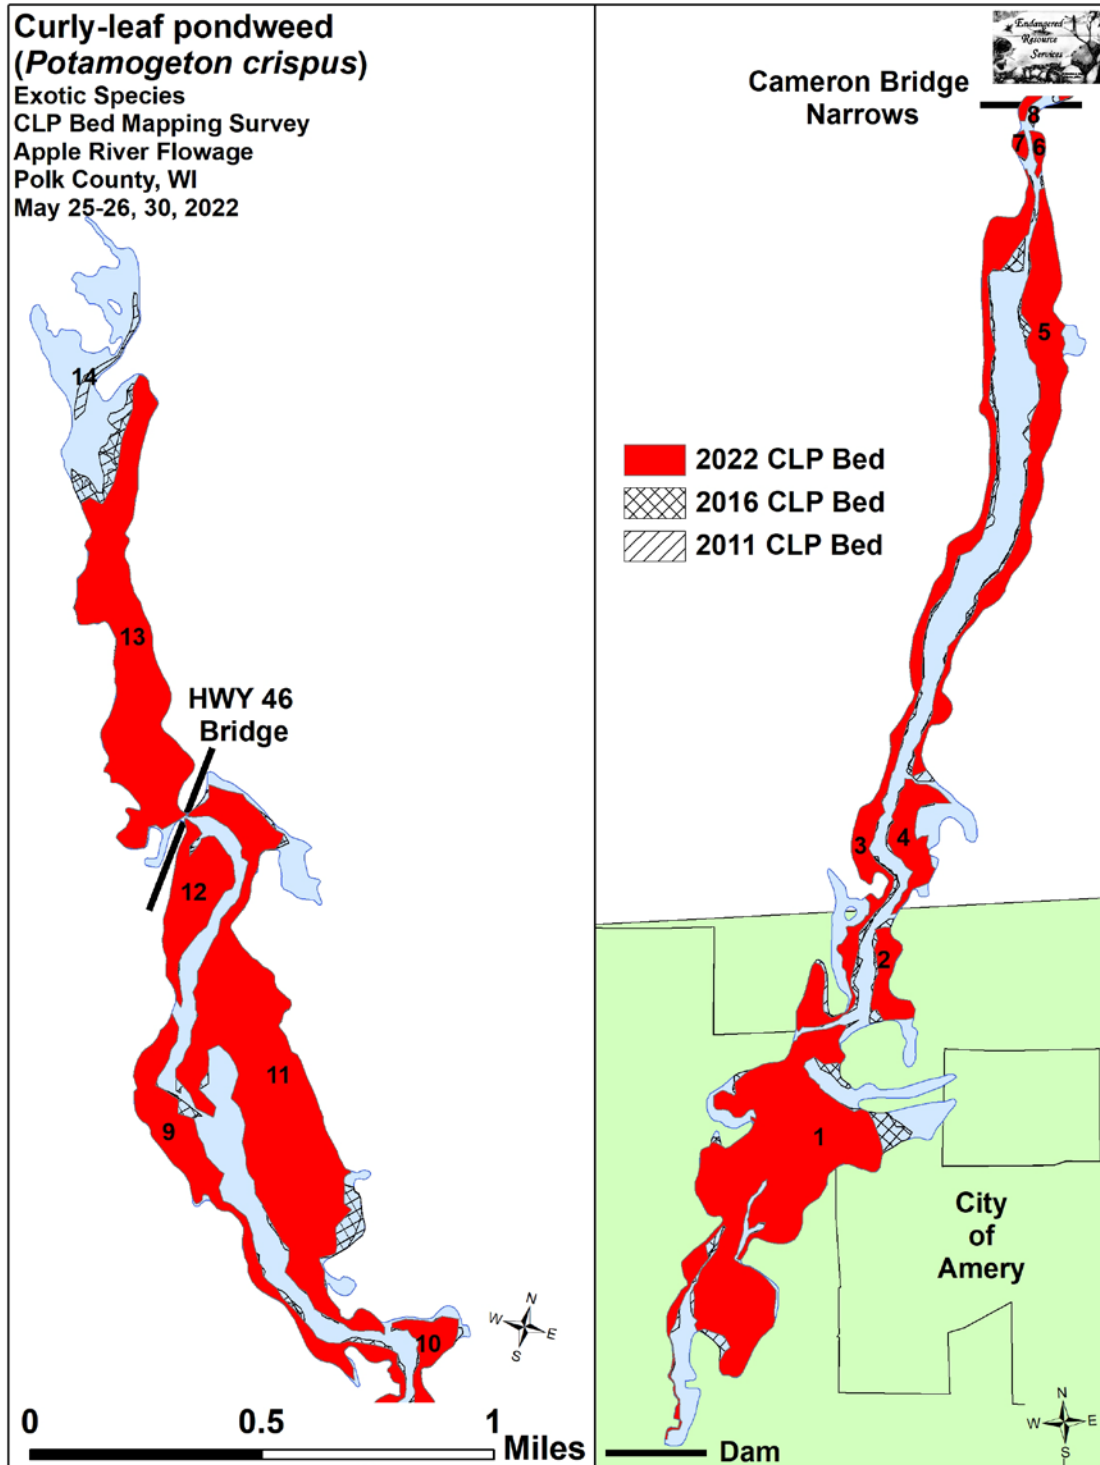 Curly-leaf pondweed
(Potamogeton crispus)
Exotic Species
CLP Bed Mapping Survey
Apple River Flowage
Polk County, WI
May 25-26, 30, 2022
14
13
HWY 46
Bridge
12
11
9
10
N
W
E
S
0
0.5
1
Miles
Endangered
Resource
Services
Cameron Bridge
Narrows
8
7
6
5
2022 CLP Bed
2016 CLP Bed
2011 CLP Bed
3
4
2
1
City
of
Amery
N
W
E
S
Dam